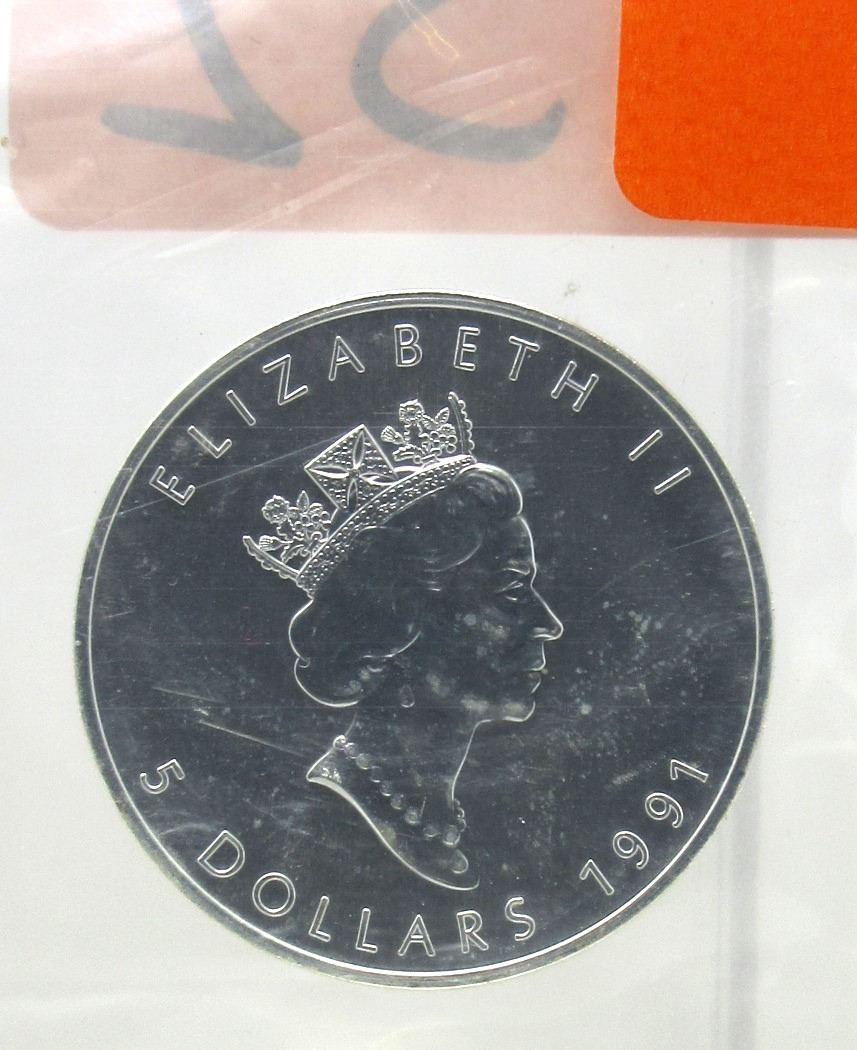 ELIZABETH II
5 DOLLARS 1991